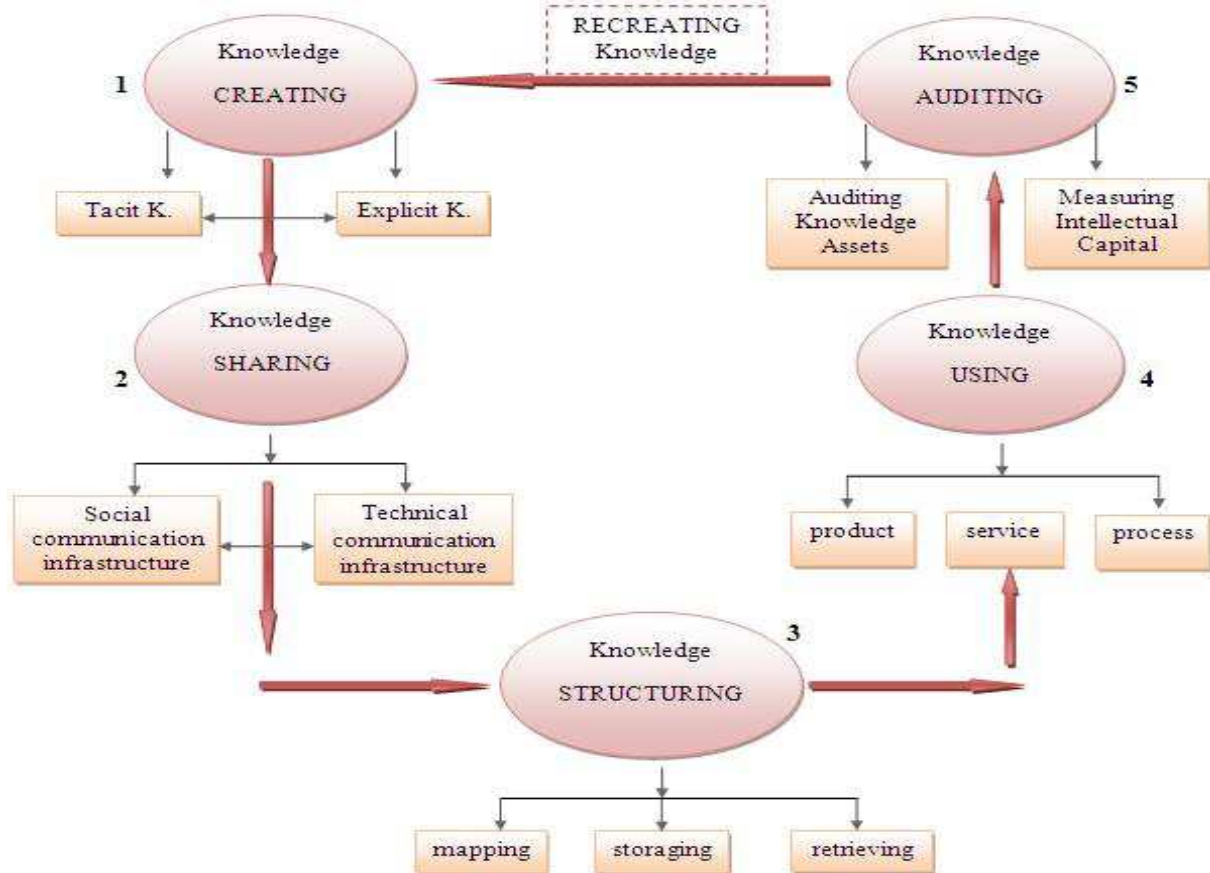 RECREATING
Knowledge
1
Knowledge
CREATING
Tacit K.
Explicit K.
2
Knowledge
SHARING
Social
communication
infrastructure
Technical
communication
infrastructure
3
Knowledge
STRUCTURING
mapping
storaging
retrieving
4
Knowledge
USING
product
service
process
5
Knowledge
AUDITING
Auditing
Knowledge
Assets
Measuring
Intellectual
Capital